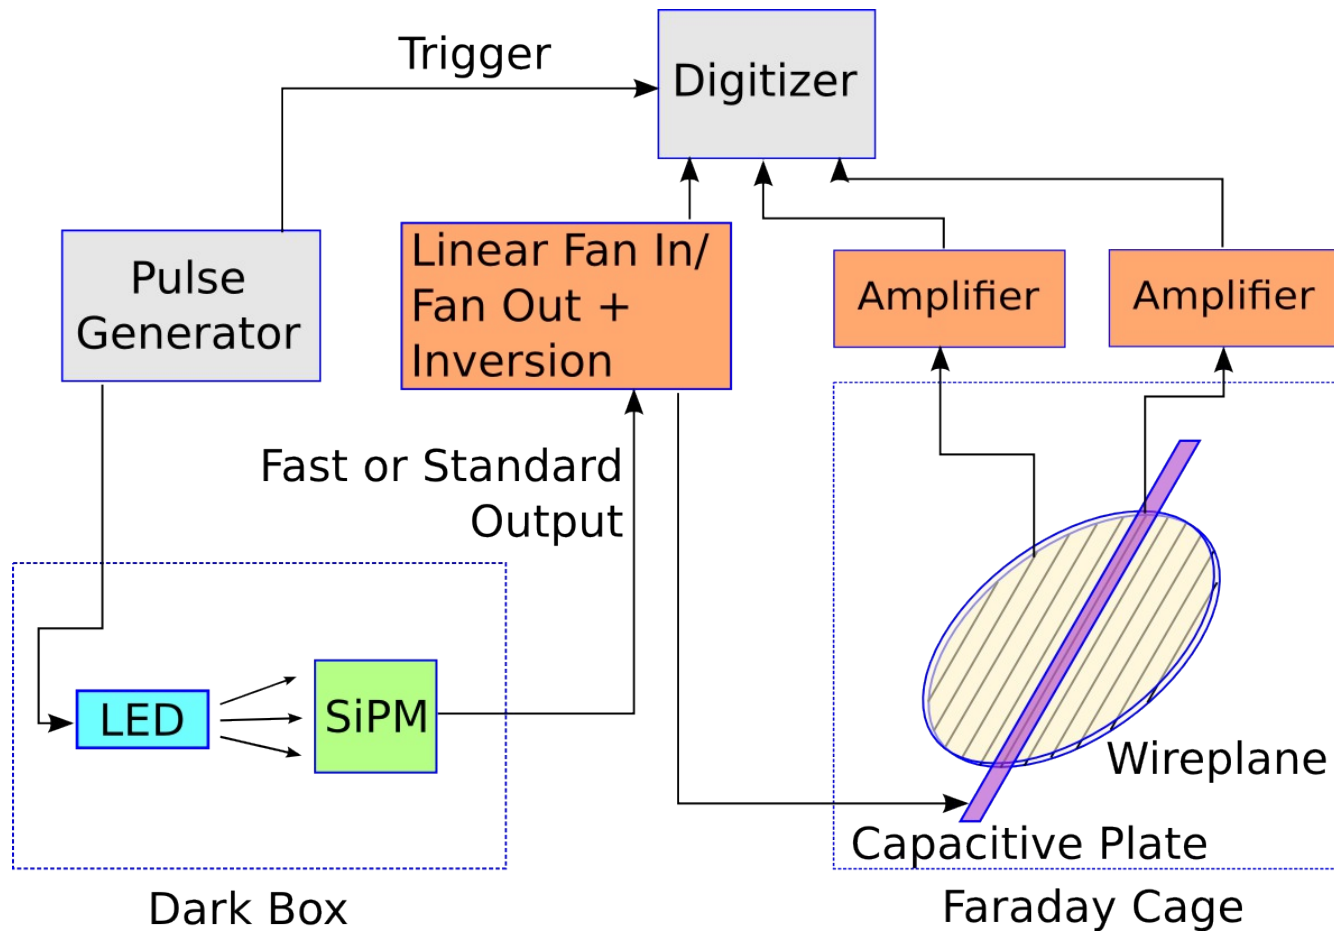 Trigger
Digitizer
Pulse
Generator
Linear Fan In/
Fan Out +
Inversion
Amplifier
Amplifier
Fast or Standard
Output
LED
SiPM
Wireplane
Capacitive Plate
Dark Box
Faraday Cage